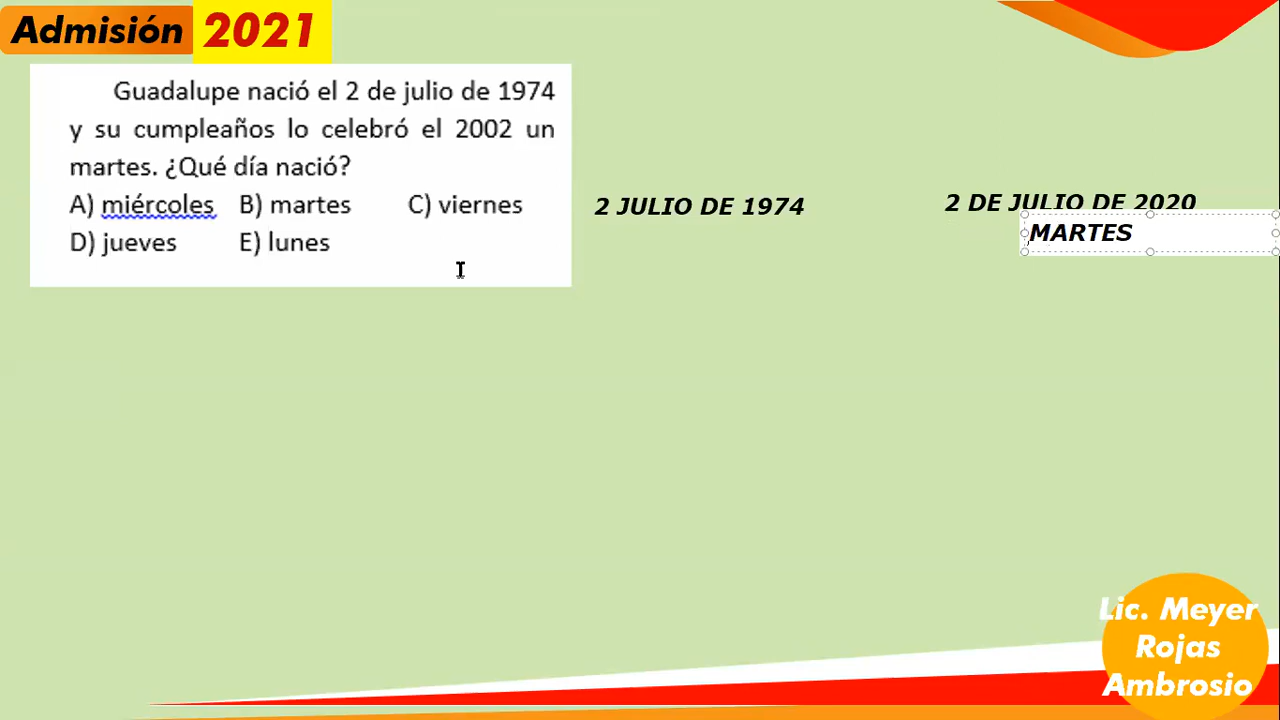 Admisión 2021
Guadalupe nació el 2 de julio de 1974
y su cumpleaños lo celebró el 2002 un
martes. ¿Qué día nació?
A) miércoles B) martes C) viernes
D) jueves E) lunes
2 JULIO DE 1974
2 DE JULIO DE 2020
MARTES
Lic. Meyer
Rojas
Ambrosio